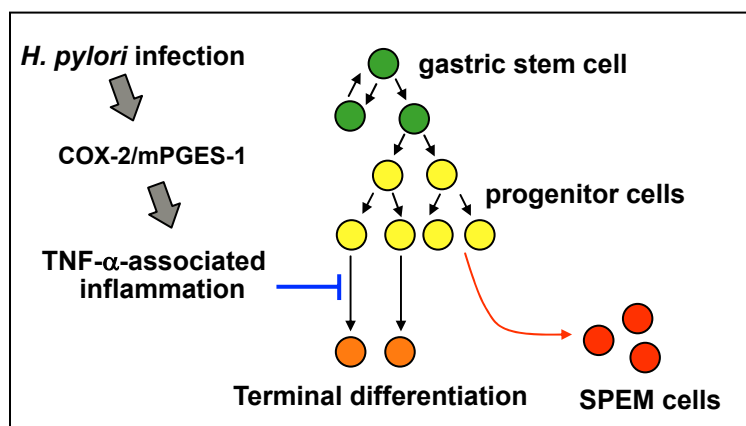 H. pylori infection
gastric stem cell
COX-2/mPGES-1
progenitor cells
TNF-α-associated
inflammation
Terminal differentiation
SPEM cells